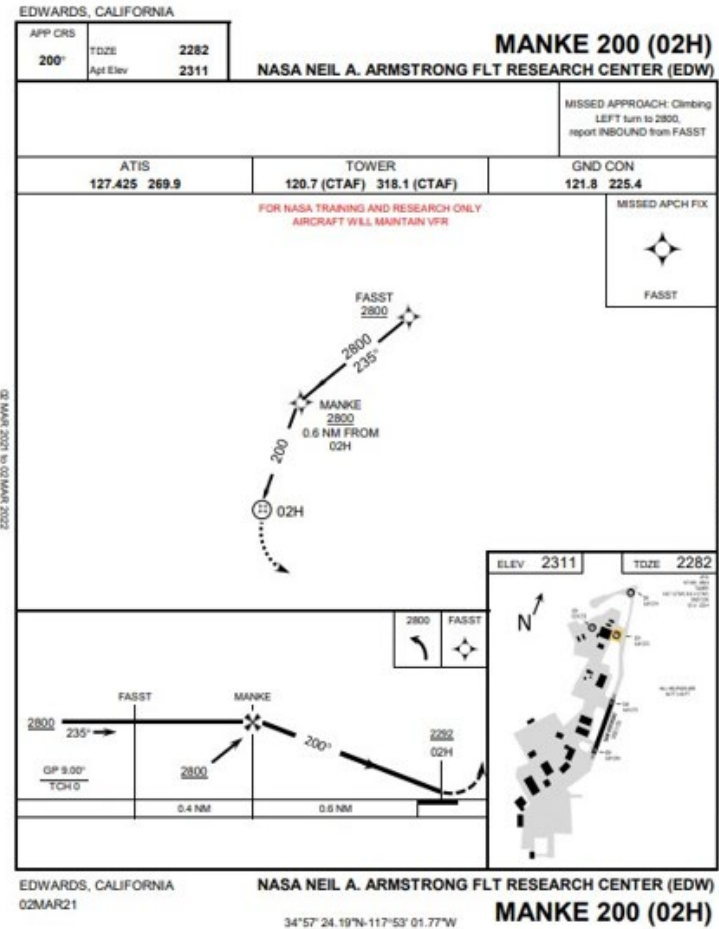 EDWARDS, CALIFORNIA
APP CRS
200°
TDZE 2282
Apt Elev 2311
MANKE 200 (02H)
NASA NEIL A. ARMSTRONG FLT RESEARCH CENTER (EDW)
MISSED APPROACH: Climbing
LEFT turn to 2800,
report INBOUND from FASST
ATIS
127.425 269.9
TOWER
120.7 (CTAF) 318.1 (CTAF)
GND CON
121.8 225.4
FOR NASA TRAINING AND RESEARCH ONLY
AIRCRAFT WILL MAINTAIN VFR
MISSED APCH FIX
FASST
FASST
2800
2800
235°
MANKE
2800
0.6 NM FROM
02H
200
02H
02 MAR 2021 to 02 MAR 2022
ELEV 2311
TDZE 2282
N
2800
FASST
FASST
MANKE
2800
235°
200°
2292
02H
GP 9.00°
TCH 0
2800
0.4 NM
0.6 NM
EDWARDS, CALIFORNIA
02MAR21
NASA NEIL A. ARMSTRONG FLT RESEARCH CENTER (EDW)
34°57' 24.19"N-117°53' 01.77"W
MANKE 200 (02H)